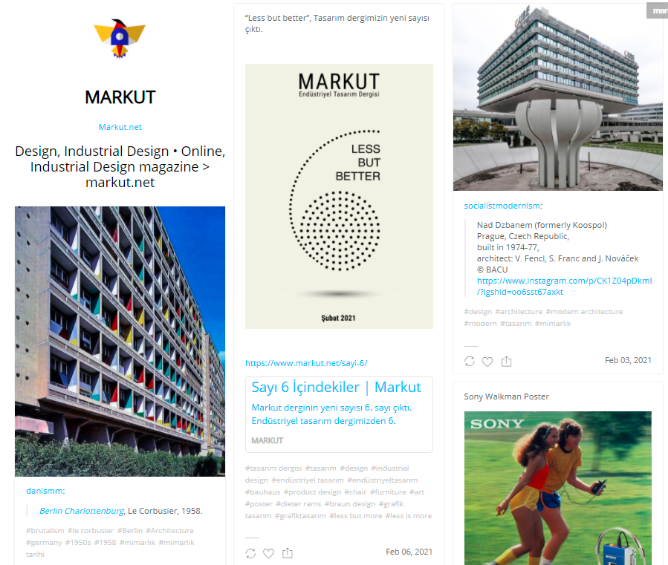 MARKUT
Markut.net
Design, Industrial Design • Online,
Industrial Design magazine >
markut.net
danismm:
Berlin Charlottenburg, Le Corbusier, 1958.
#brutalism #le corbusier #Berlin #Architecture
#germany #1950s #1958 #mimarlık #mimarlık
tarihi
"Less but better", Tasarım dergimizin yeni sayısı
çıktı.
MARKUT
Endüstriyel Tasarım Dergisi
LESS
BUT
BETTER
Şubat 2021
https://www.markut.net/sayi-6/
Sayı 6 İçindekiler | Markut
Markut derginin yeni sayısı 6. sayı çıktı.
Endüstriyel tasarım dergimizden 6.
MARKUT
#tasarım dergisi #tasarım #design #industrial
design #endüstriyel tasarım #endüstriyeltasarım
#bauhaus #product design #chair #furniture #art
#poster #dieter rams #braun design #grafik
tasarım #grafiktasarım #less but more #less is more
Feb 06, 2021
socialistmodernism:
Nad Dzbanem (formerly Koospol)
Prague, Czech Republic,
built in 1974-77,
architect: V. Fencl, S. Franc and J. Nováček
© BACU
https://www.instagram.com/p/CK1Z04pDkmI
/?igshid=oo6sst67axkt
#design #architecture #modern architecture
#modern #tasarım #mimarlık
Feb 03, 2021
Sony Walkman Poster
SONY